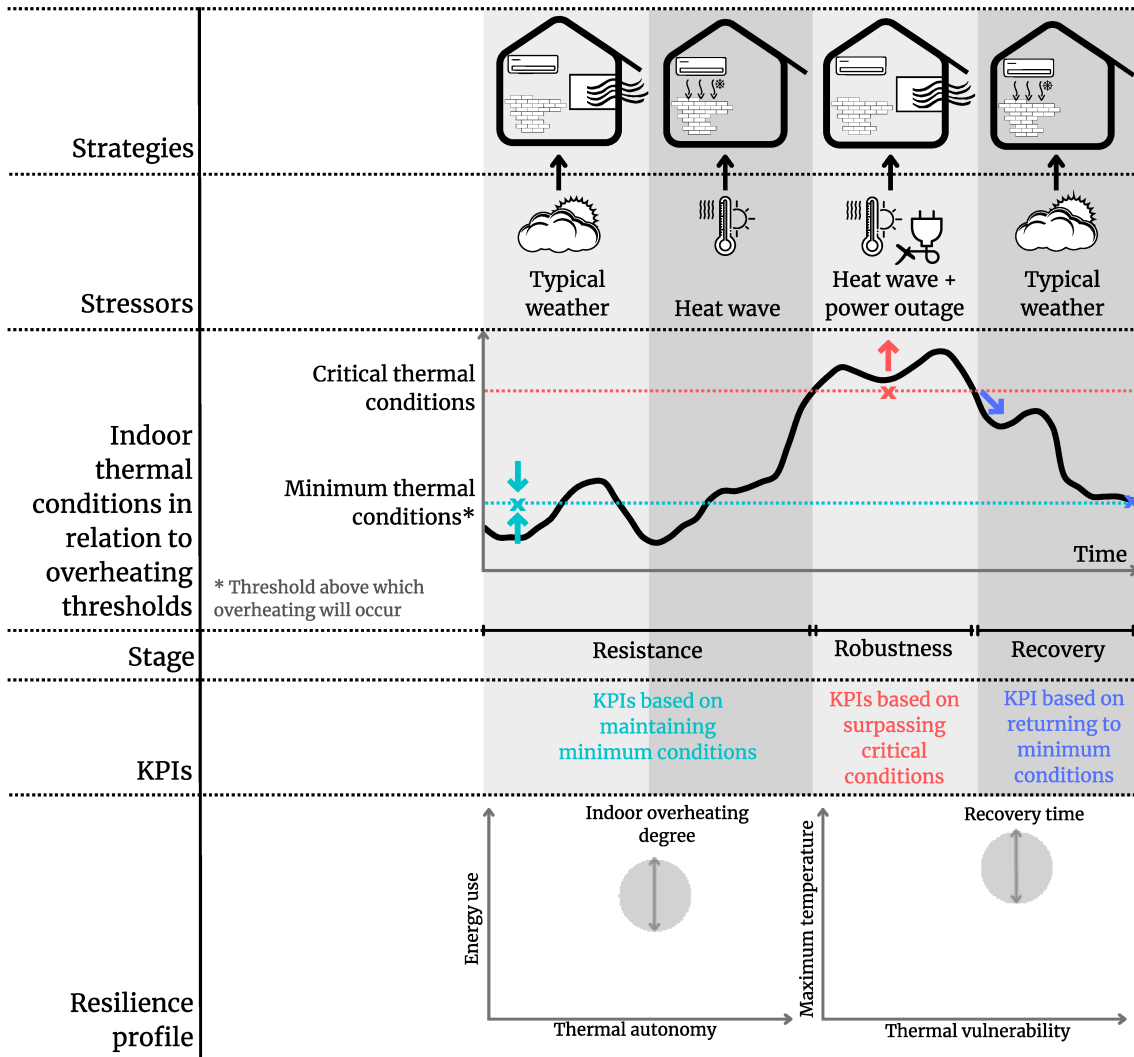 Strategies
Stressors
Typical
weather
Heat wave
Heat wave +
power outage
Typical
weather
Indoor
thermal
conditions in
relation to
overheating
thresholds
Critical thermal
conditions
Minimum thermal
conditions*
* Threshold above which
overheating will occur
Time
Stage
Resistance
Robustness
Recovery
KPIs
KPIs based on
maintaining
minimum conditions
KPIs based on
surpassing
critical
conditions
KPI based on
returning to
minimum
conditions
Resilience
profile
Energy use
Indoor overheating
degree
Thermal autonomy
Maximum temperature
Recovery time
Thermal vulnerability